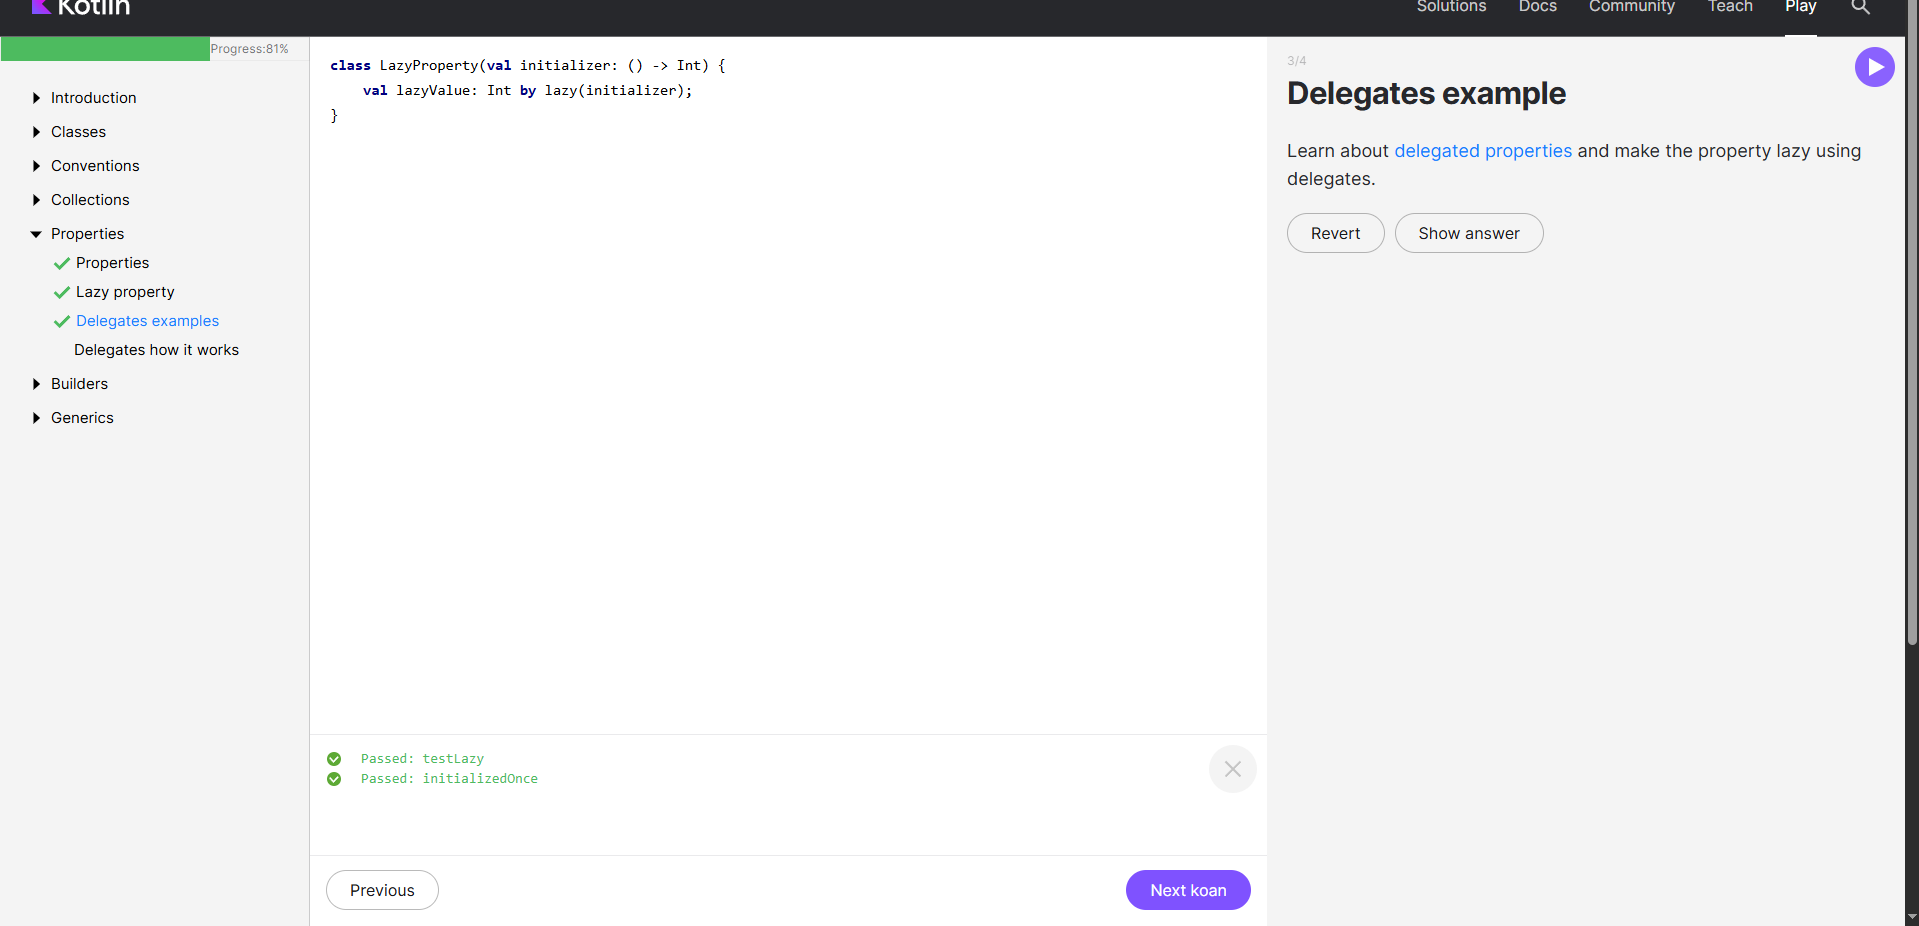 Kotlin
Solutions Docs Community Teach Play
Progress:81%
Introduction
Classes
Conventions
Collections
Properties
Properties
Lazy property
Delegates examples
Delegates how it works
Builders
Generics
class LazyProperty(val initializer: () -> Int) {
    val lazyValue: Int by lazy(initializer);
}
Passed: testLazy
Passed: initializedOnce
Previous
Next koan
3/4
Delegates example
Learn about delegated properties and make the property lazy using
delegates.
Revert
Show answer